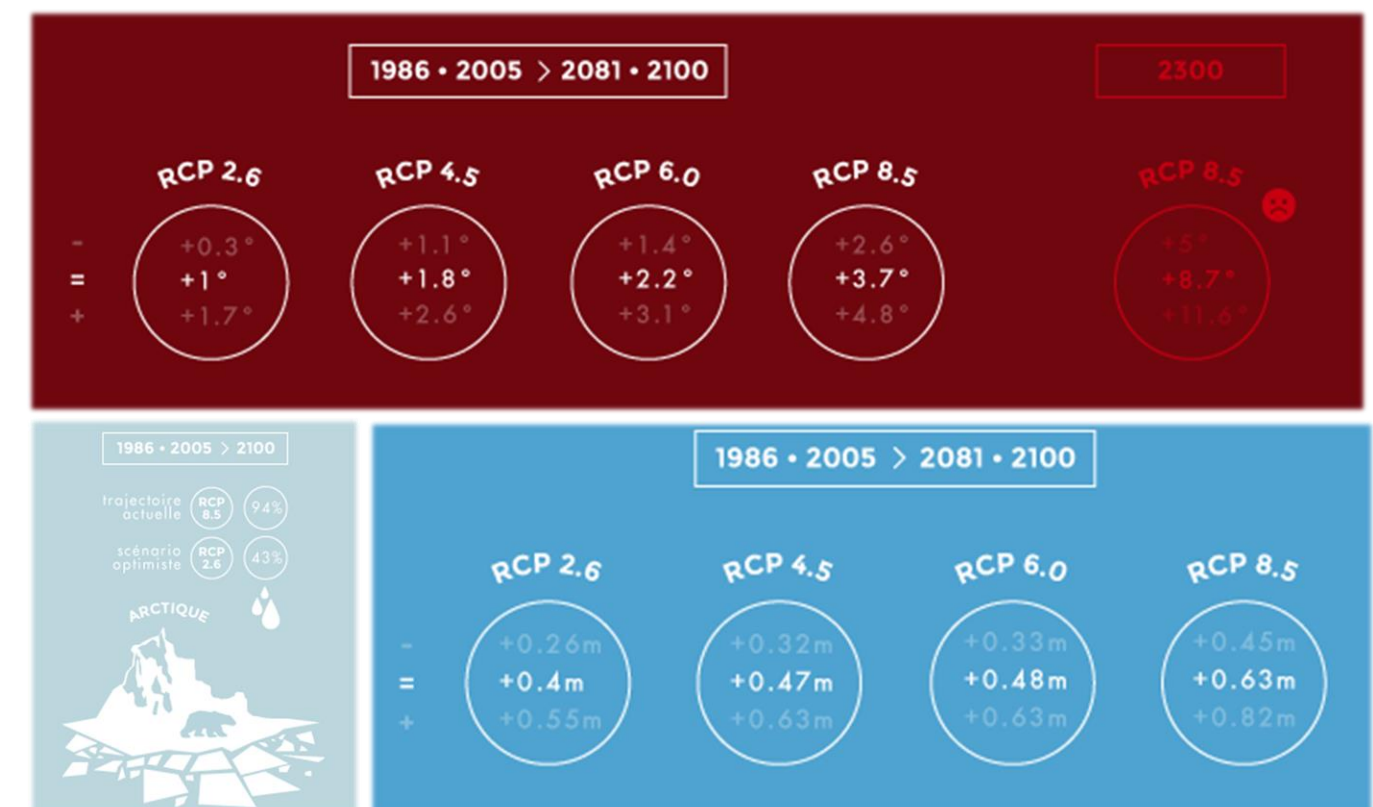 1986 • 2005 > 2081 • 2100
2300
RCP 2.6
RCP 4.5
RCP 6.0
RCP 8.5
RCP 8.5
- +0.3° +1.1° +1.4° +2.6° +5°
= +1° +1.8° +2.2° +3.7° +8.7°
+ +1.7° +2.6° +3.1° +4.8° +11.6°
1986 • 2005 > 2100
trajectoire
actuelle
RCP
8.5
94%
scénario
optimiste
RCP
2.6
43%
ARCTIQUE
1986 • 2005 > 2081 • 2100
RCP 2.6
RCP 4.5
RCP 6.0
RCP 8.5
- +0.26m +0.32m +0.33m +0.45m
= +0.4m +0.47m +0.48m +0.63m
+ +0.55m +0.63m +0.63m +0.82m